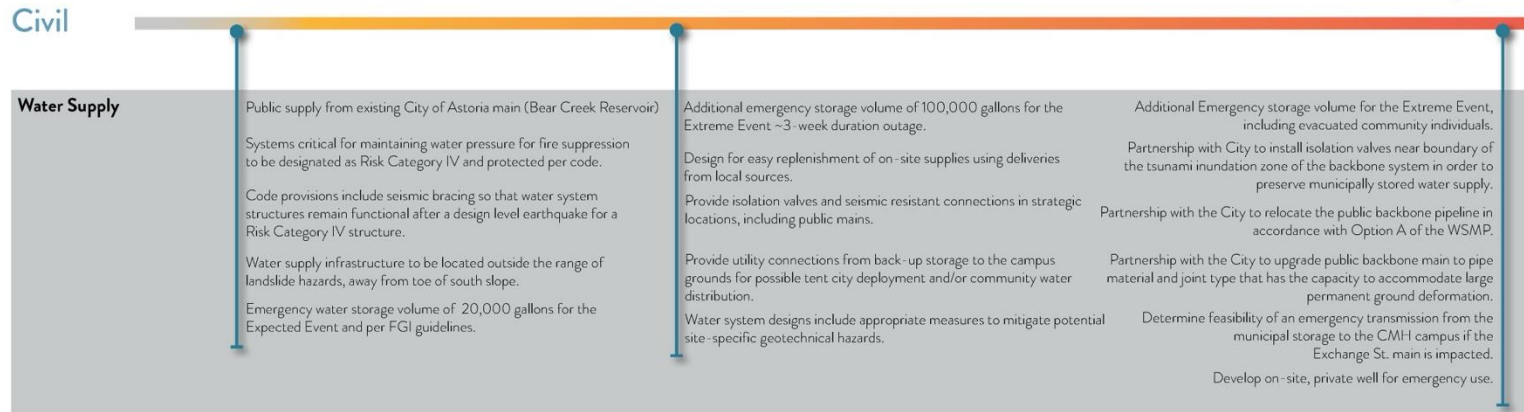 Civil
Water Supply
Public supply from existing City of Astoria main (Bear Creek Reservoir)
Systems critical for maintaining water pressure for fire suppression
to be designated as Risk Category IV and protected per code.
Code provisions include seismic bracing so that water system
structures remain functional after a design level earthquake for a
Risk Category IV structure.
Water supply infrastructure to be located outside the range of
landslide hazards, away from toe of south slope.
Emergency water storage volume of 20,000 gallons for the
Expected Event and per FGI guidelines.
Additional emergency storage volume of 100,000 gallons for the
Extreme Event ~3-week duration outage.
Design for easy replenishment of on-site supplies using deliveries
from local sources.
Provide isolation valves and seismic resistant connections in strategic
locations, including public mains.
Provide utility connections from back-up storage to the campus
grounds for possible tent city deployment and/or community water
distribution.
Water system designs include appropriate measures to mitigate potential
site-specific geotechnical hazards.
Additional Emergency storage volume for the Extreme Event,
including evacuated community individuals.
Partnership with City to install isolation valves near boundary of
the tsunami inundation zone of the backbone system in order to
preserve municipally stored water supply.
Partnership with the City to relocate the public backbone pipeline in
accordance with Option A of the WSMP.
Partnership with the City to upgrade public backbone main to pipe
material and joint type that has the capacity to accommodate large
permanent ground deformation.
Determine feasibility of an emergency transmission from the
municipal storage to the CMH campus if the
Exchange St. main is impacted.
Develop on-site, private well for emergency use.